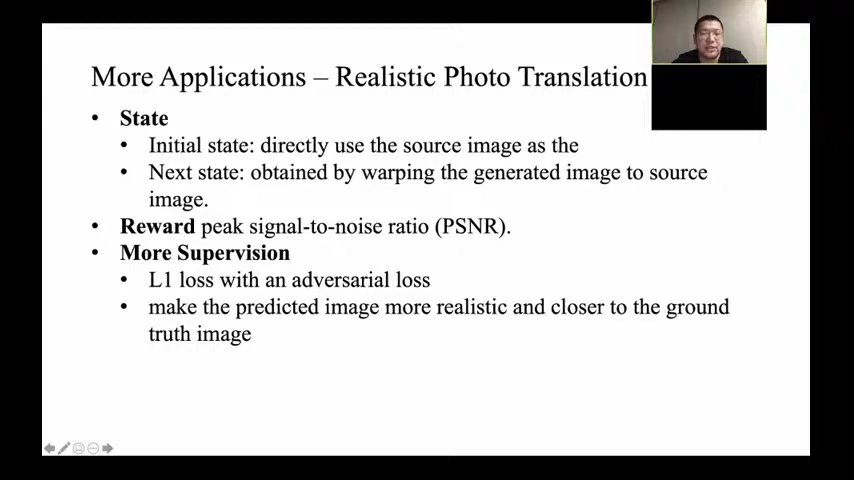 More Applications – Realistic Photo Translation
• State
• Initial state: directly use the source image as the
• Next state: obtained by warping the generated image to source
image.
• Reward peak signal-to-noise ratio (PSNR).
• More Supervision
• L1 loss with an adversarial loss
• make the predicted image more realistic and closer to the ground
truth image